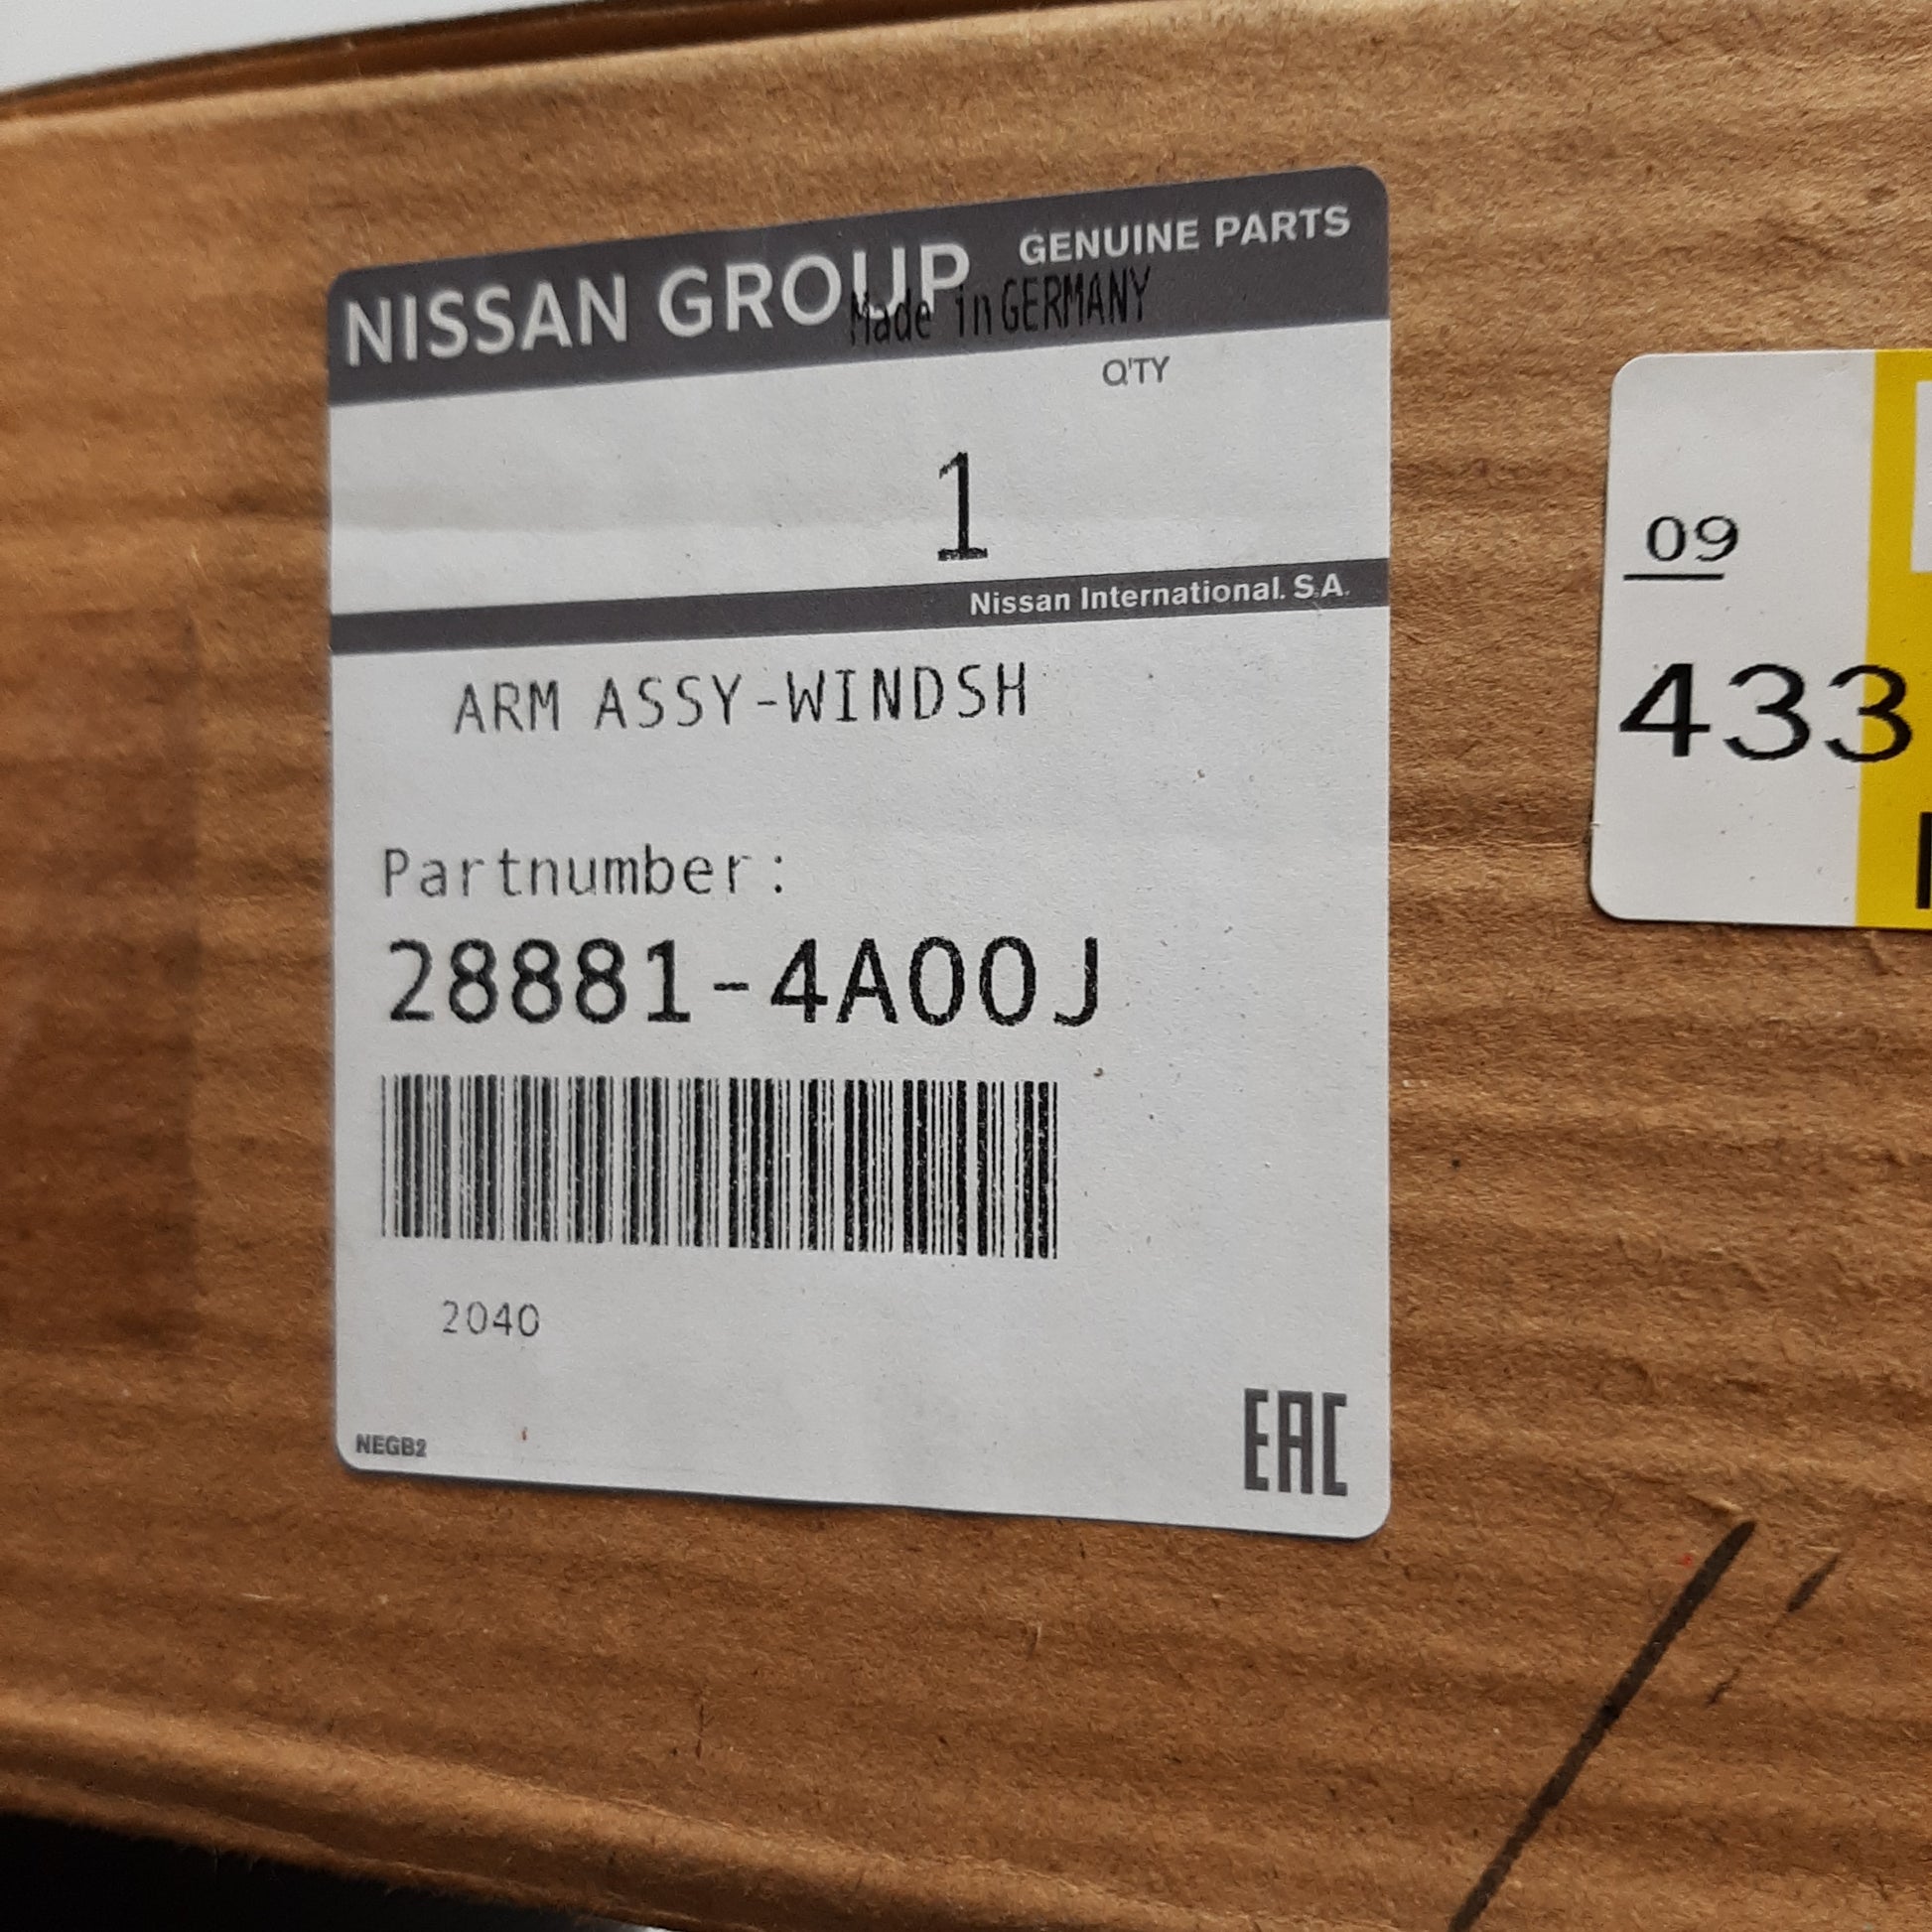 NISSAN GROUP GENUINE PARTS
Made in GERMANY
Q'TY
1
Nissan International. S.A.
ARM ASSY-WINDSH
Partnumber:
28881-4A00J
2040
NEGB2
EAC
09
433